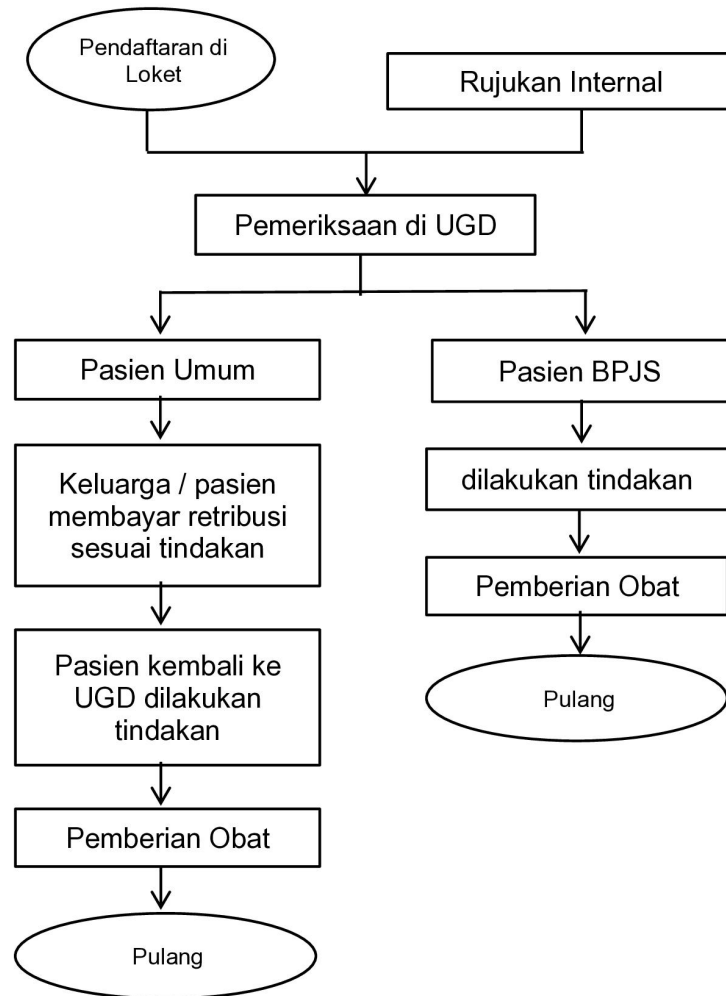 Pendaftaran di
Loket
Rujukan Internal
Pemeriksaan di UGD
Pasien Umum
Pasien BPJS
Keluarga / pasien
membayar retribusi
sesuai tindakan
dilakukan tindakan
Pemberian Obat
Pasien kembali ke
UGD dilakukan
tindakan
Pulang
Pemberian Obat
Pulang